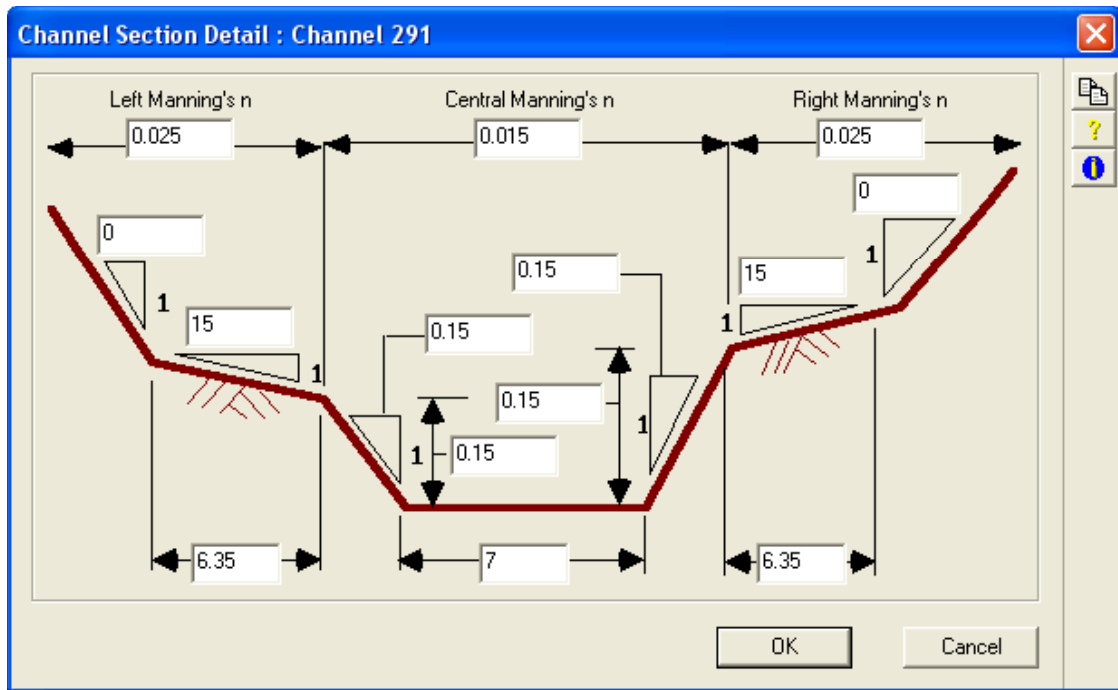 Channel Section Detail : Channel 291
Left Manning's n Central Manning's n Right Manning's n
0.025 0.015 0.025
0 0
1 0.15 15 1
15 0.15 1
1 0.15
1 0.15 1
6.35 7 6.35
OK Cancel